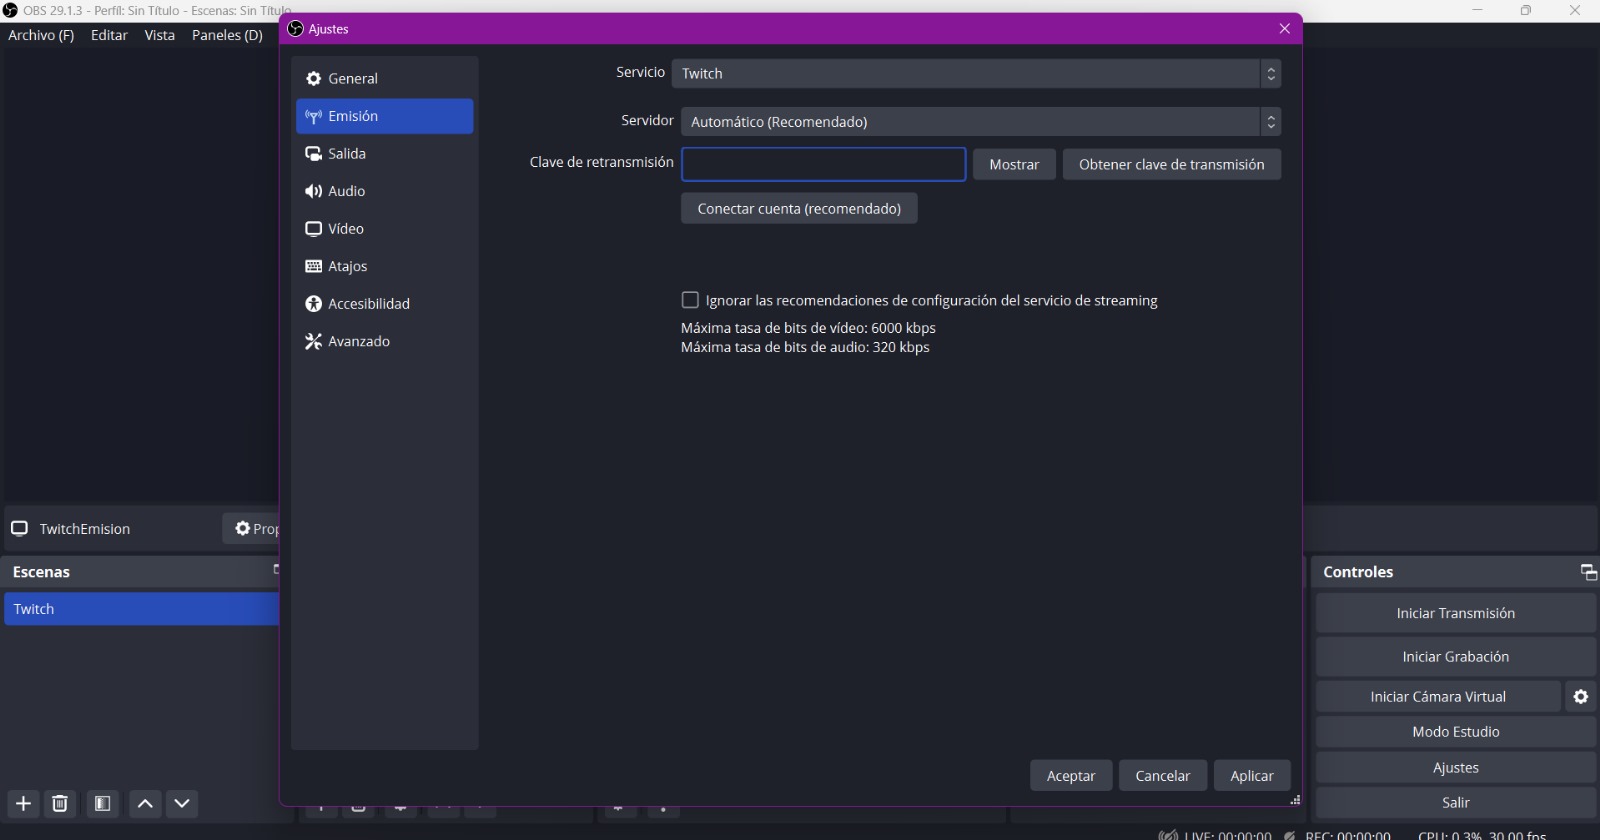 OBS 29.1.3 - Perfil: Sin Título - Escenas: Sin Título
Archivo (F) Editar Vista Paneles (D)
Ajustes
General
Emisión
Salida
Audio
Vídeo
Atajos
Accesibilidad
Avanzado
Servicio Twitch
Servidor Automático (Recomendado)
Clave de retransmisión Mostrar Obtener clave de transmisión
Conectar cuenta (recomendado)
Ignorar las recomendaciones de configuración del servicio de streaming
Máxima tasa de bits de vídeo: 6000 kbps
Máxima tasa de bits de audio: 320 kbps
Aceptar Cancelar Aplicar
TwitchEmision Prop
Escenas
Twitch
Controles
Iniciar Transmisión
Iniciar Grabación
Iniciar Cámara Virtual
Modo Estudio
Ajustes
Salir
LIVE: 00:00:00 REC: 00:00:00 CPU: 0.3%, 30.00 fps